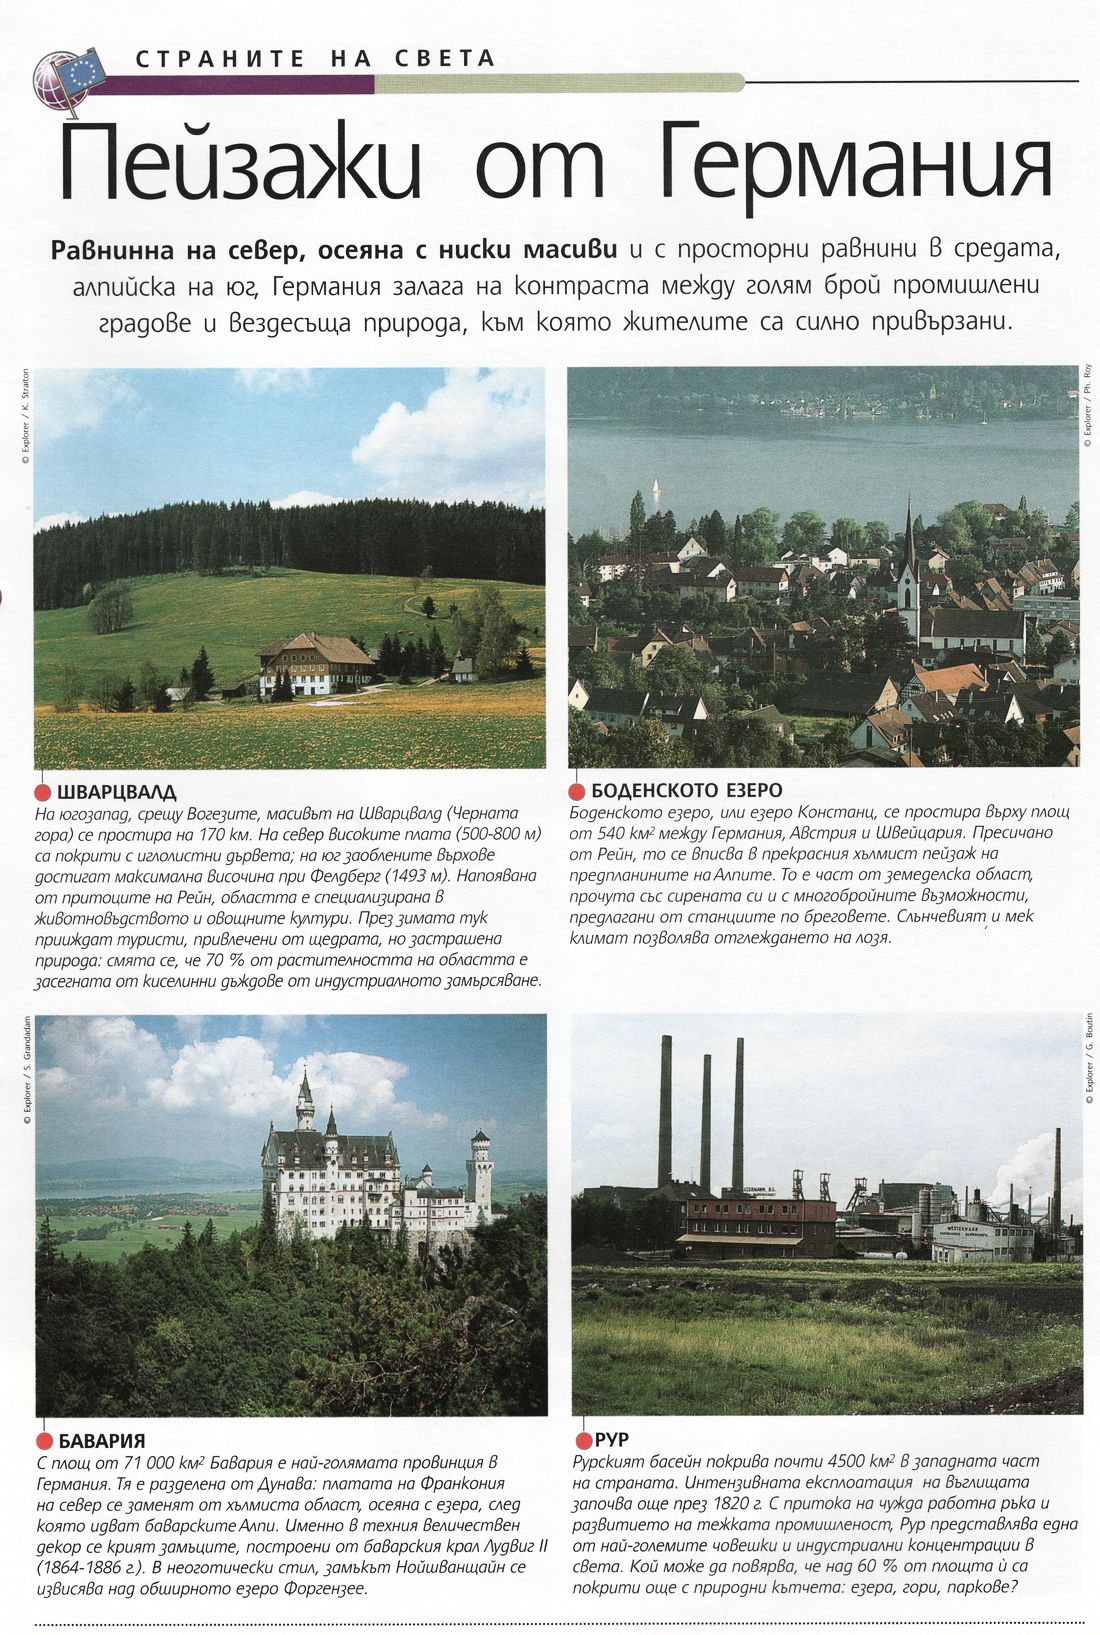 СТРАНИТЕ НА СВЕТА
Пейзажи от Германия
Равнинна на север, осеяна с ниски масиви и с просторни равнини в средата,
алпийска на юг, Германия залага на контраста между голям брой промишлени
градове и вездесъща природа, към която жителите са силно привързани.
© Explorer / K. Straiton
© Explorer / Ph. Roy
ШВАРЦВАЛД
На югозапад, срещу Вогезите, масивът на Шварцвалд (Черната
гора) се простира на 170 км. На север високите плата (500-800 м)
са покрити с иглолистни дървета; на юг заоблените върхове
достигат максимална височина при Фелдберг (1493 м). Напоявана
от притоците на Рейн, областта е специализирана в
животновъдството и овощните култури. През зимата тук
прииждат туристи, привлечени от щедрата, но застрашена
природа: смята се, че 70 % от растителността на областта е
засегната от киселинни дъждове от индустриалното замърсяване.
БОДЕНСКОТО ЕЗЕРО
Боденското езеро, или езеро Констанц, се простира върху площ
от 540 км² между Германия, Австрия и Швейцария. Пресичано
от Рейн, то се вписва в прекрасния хълмист пейзаж на
предпланините на Алпите. То е част от земеделска област,
прочута със сирената си и с многобройните възможности,
предлагани от станциите по бреговете. Слънчевият и мек
климат позволява отглеждането на лозя.
© Explorer / S. Grandadam
© Explorer / G. Boutin
WESTERMANN
БАВАРИЯ
С площ от 71 000 км² Бавария е най-голямата провинция в
Германия. Тя е разделена от Дунава: платата на Франкония
на север се заменят от хълмиста област, осеяна с езера, след
която идват баварските Алпи. Именно в техния величествен
декор се крият замъците, построени от баварския крал Лудвиг II
(1864-1886 г.). В неоготически стил, замъкът Нойшванщайн се
извисява над обширното езеро Форгензее.
РУР
Рурският басейн покрива почти 4500 км² в западната част
на страната. Интензивната експлоатация на въглищата
започва още през 1820 г. С притока на чужда работна ръка и
развитието на тежката промишленост, Рур представлява една
от най-големите човешки и индустриални концентрации в
света. Кой може да повярва, че над 60 % от площта ѝ са
покрити още с природни кътчета: езера, гори, паркове?